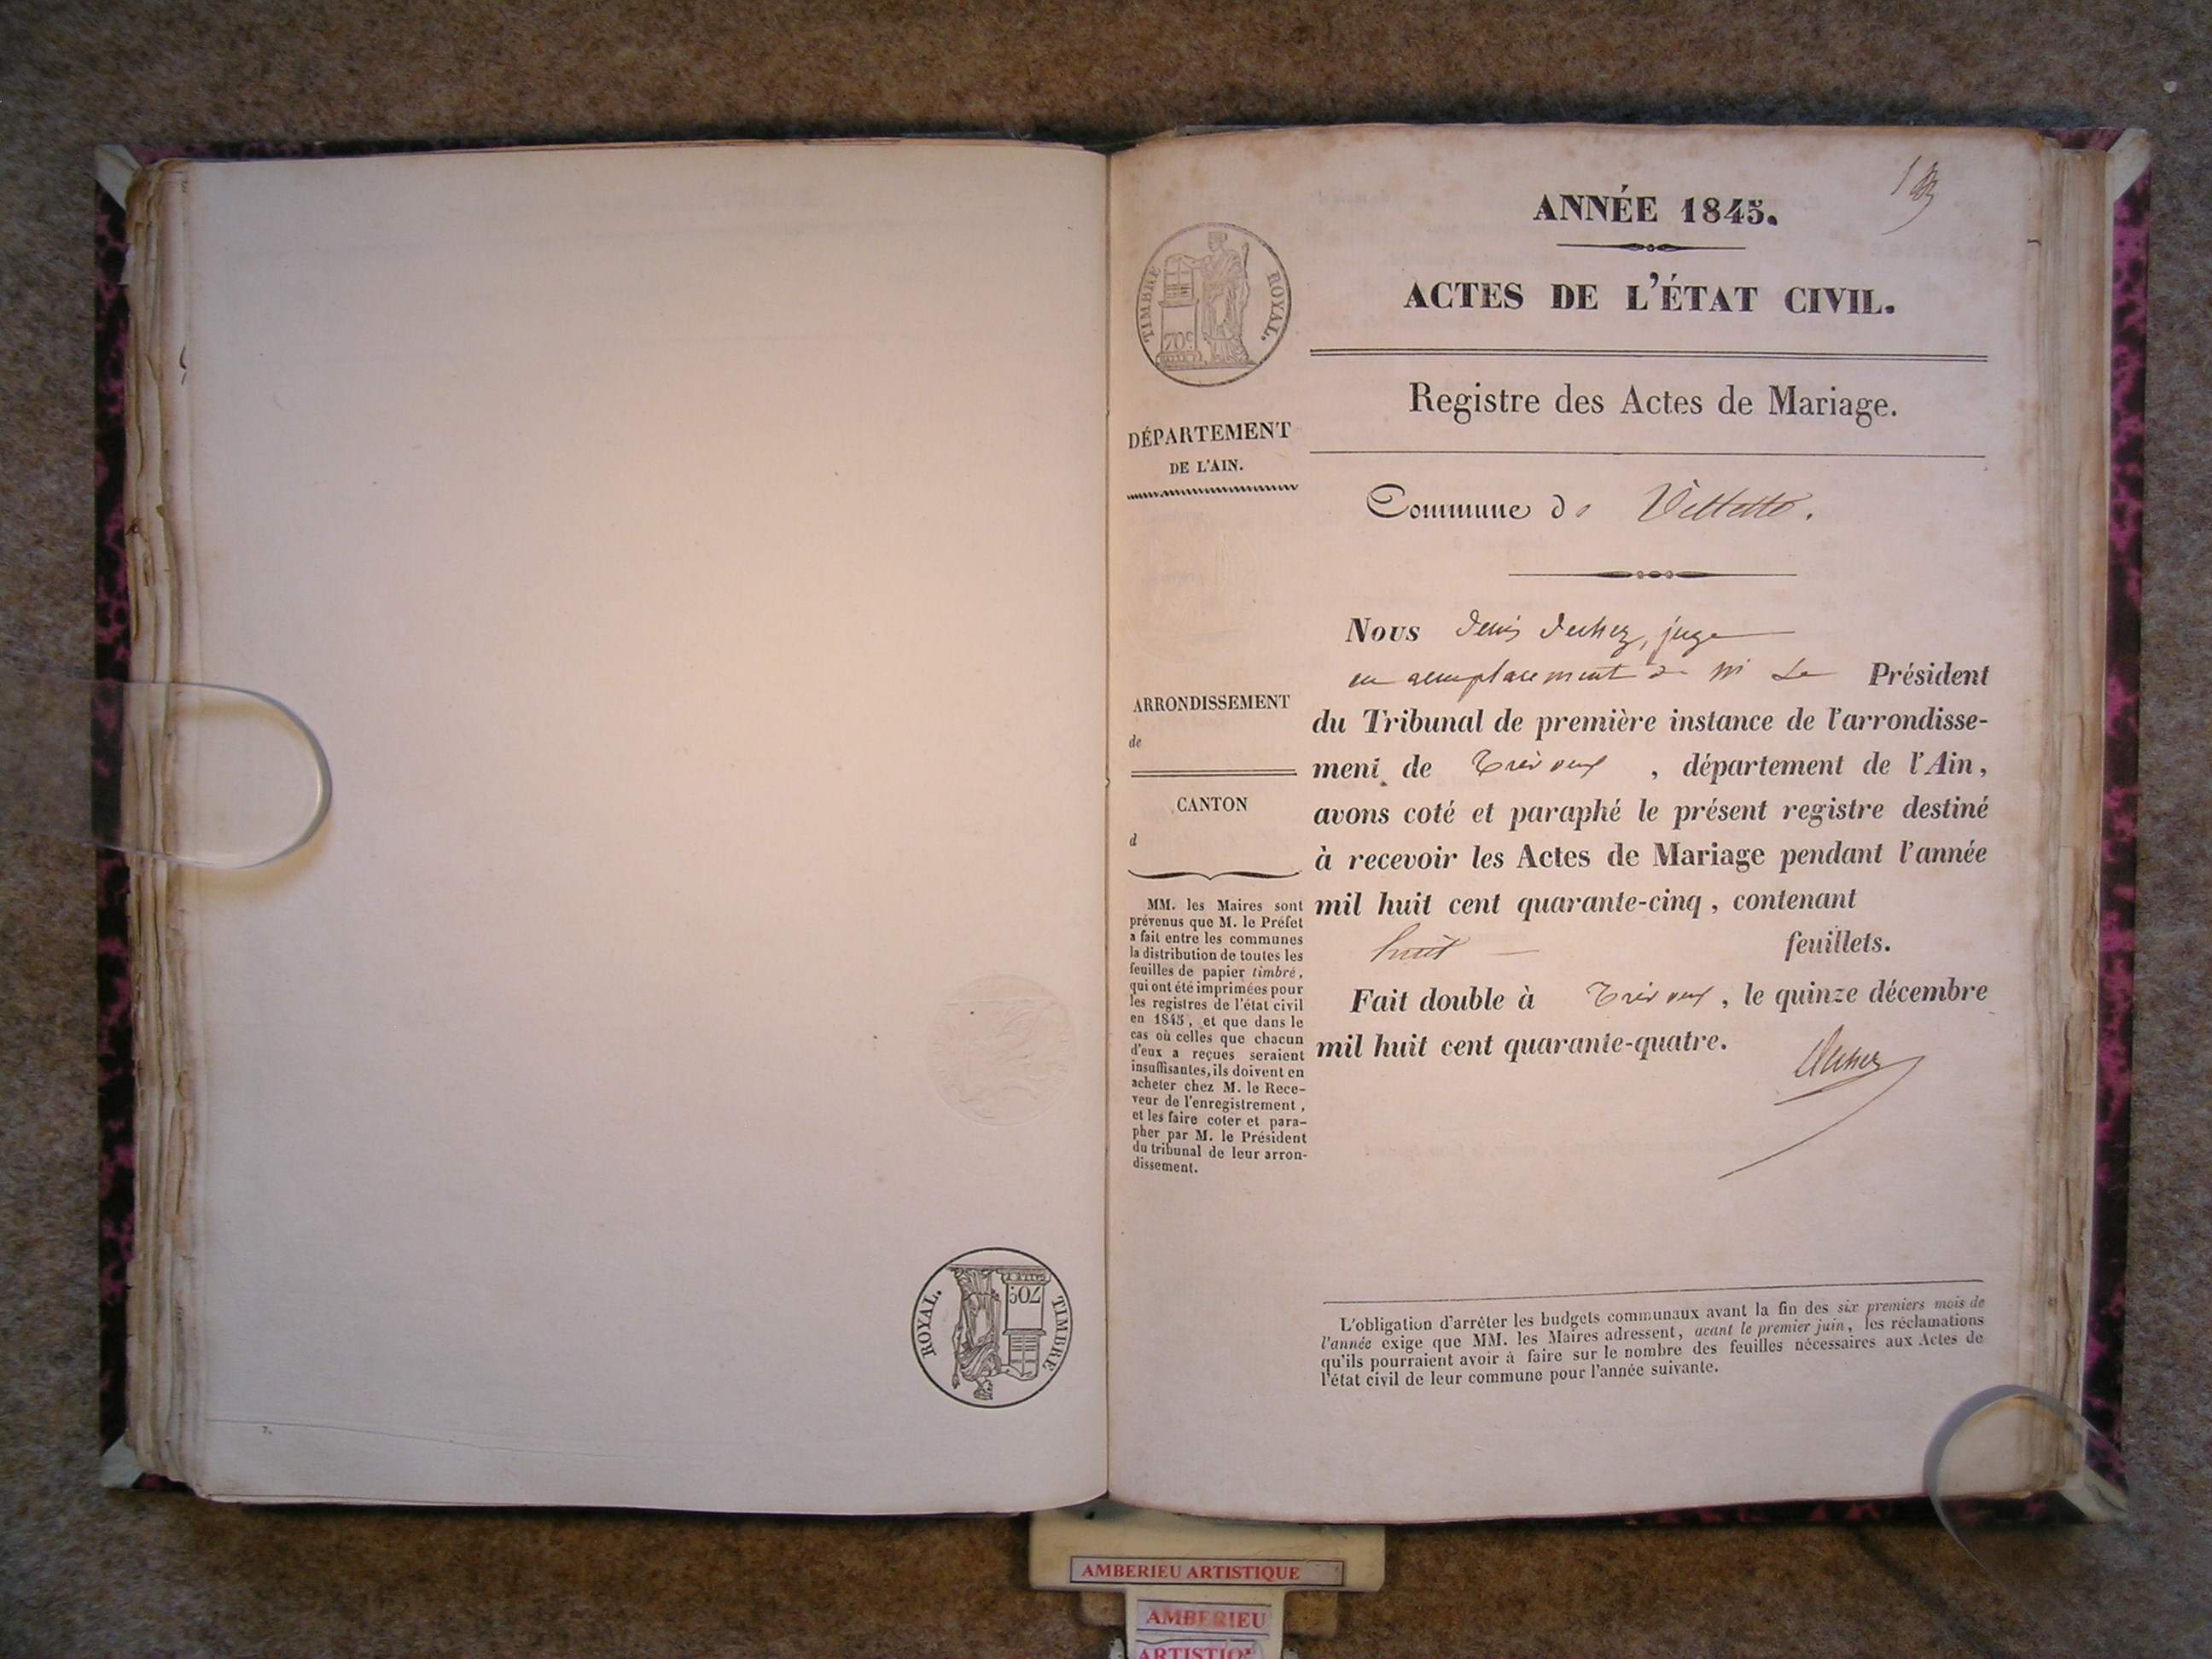 ANNÉE 1845.
ACTES DE L'ÉTAT CIVIL.
Registre des Actes de Mariage.
Commune de Villette.
Nous Denis juge
en remplacement de M Le Président
du Tribunal de première instance de l'arrondisse-
ment de Trévoux, département de l'Ain,
avons coté et paraphé le présent registre destiné
à recevoir les Actes de Mariage pendant l'année
mil huit cent quarante-cinq, contenant
huit feuillets.
Fait double à Trévoux, le quinze décembre
mil huit cent quarante-quatre.
TIMBRE ROYAL.
70c
DÉPARTEMENT
DE L'AIN.
ARRONDISSEMENT
de
CANTON
d
MM. les Maires sont
prévenus que M. le Préfet
a fait entre les communes
la distribution de toutes les
feuilles de papier timbré,
qui ont été imprimées pour
les registres de l'état civil
en 1845, et que dans le
cas où celles que chacun
d'eux a reçues seraient
insuffisantes, ils doivent en
acheter chez M. le Rece-
veur de l'enregistrement,
et les faire coter et para-
pher par M. le Président
du tribunal de leur arron-
dissement.
L'obligation d'arrêter les budgets communaux avant la fin des six premiers mois de
l'année exige que MM. les Maires adressent, avant le premier juin, les réclamations
qu'ils pourraient avoir à faire sur le nombre des feuilles nécessaires aux Actes de
l'état civil de leur commune pour l'année suivante.
TIMBRE ROYAL.
70c
7.
AMBERIEU ARTISTIQUE
AMBERIEU
ARTISTIQUE